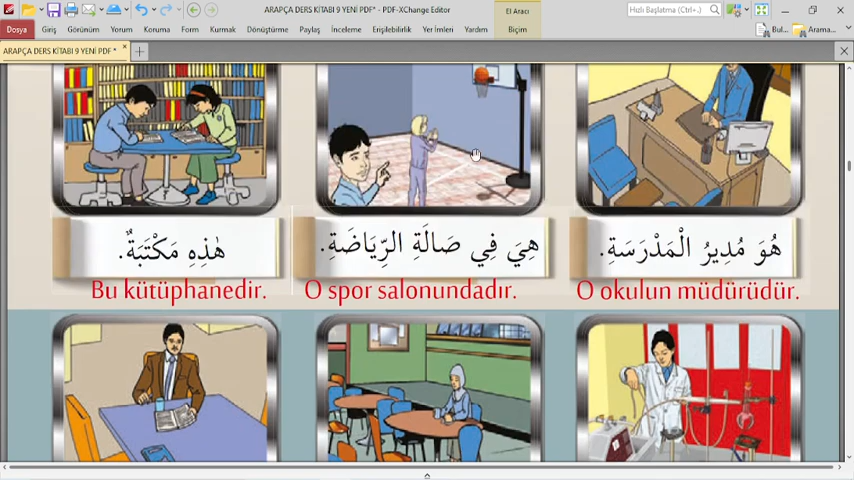 ARAPÇA DERS KİTABI 9 YENİ PDF* - PDF-XChange Editor
El Aracı
Hızlı Başlatma (Ctrl+.)
Dosya Giriş Görünüm Yorum Koruma Form Kurmak Dönüştürme Paylaş İnceleme Erişilebilirlik Yer İmleri Yardım Biçim Bul... Arama...
ARAPÇA DERS KİTABI 9 YENİ PDF *
هُوَ مُدِيرُ الْمَدْرَسَةِ.
هِيَ فِي صَالَةِ الرِّيَاضَةِ.
هٰذِهِ مَكْتَبَةٌ.
O okulun müdürüdür.
O spor salonundadır.
Bu kütüphanedir.